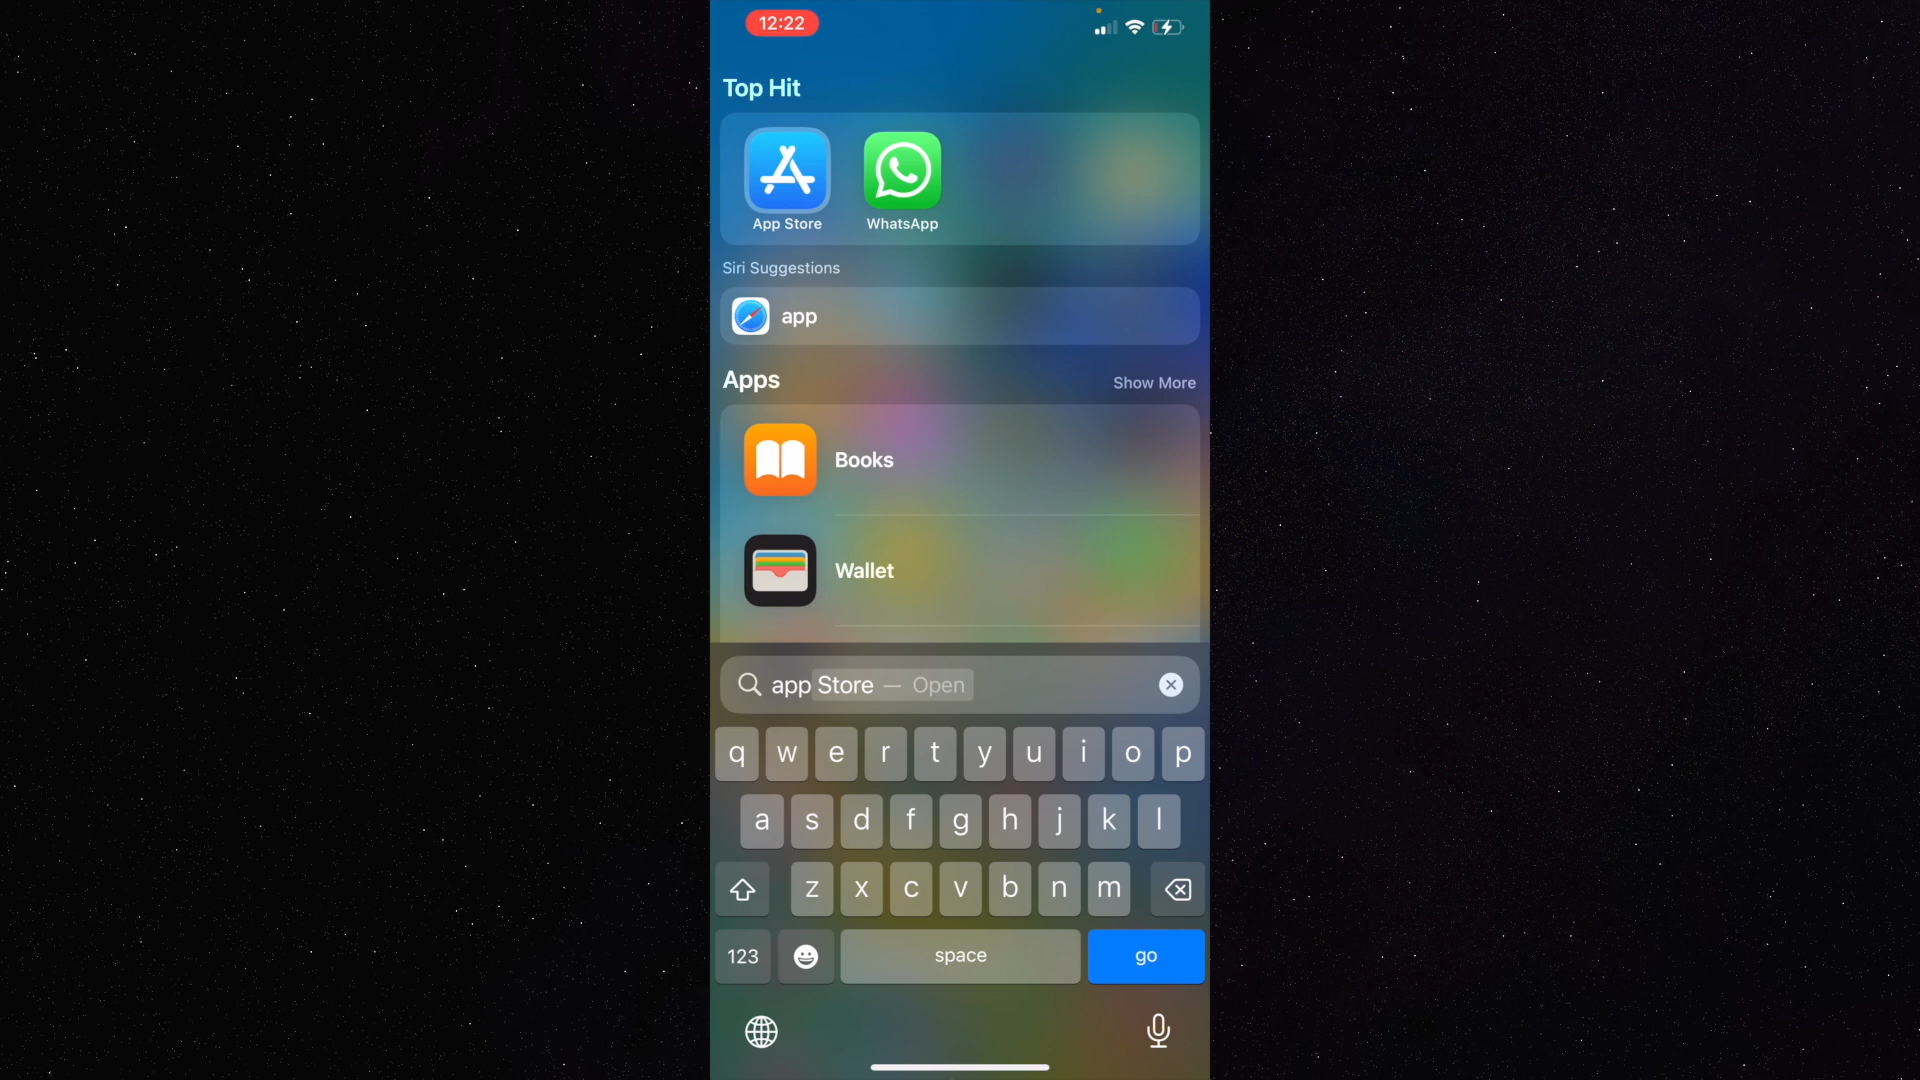 12:22
Top Hit
App Store
WhatsApp
Siri Suggestions
app
Apps
Show More
Books
Wallet
app Store — Open
q w e r t y u i o p
a s d f g h j k l
z x c v b n m
123 space go